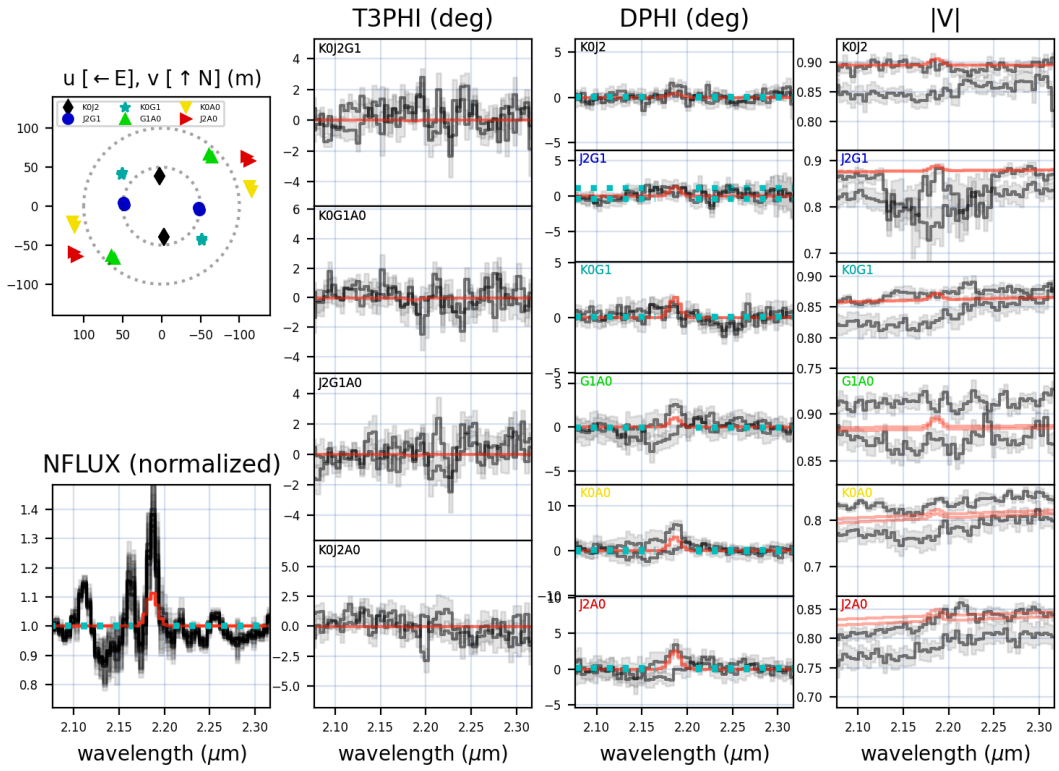 T3PHI (deg)
DPHI (deg)
|V|
u [←E], v [↑ N] (m)
K0J2 K0G1 K0A0
J2G1 G1A0 J2A0
100
50
0
−50
−100
100 50 0 −50 −100
NFLUX (normalized)
1.4
1.3
1.2
1.1
1.0
0.9
0.8
2.10 2.15 2.20 2.25 2.30
wavelength (μm)
K0J2G1
4
2
0
−2
−4
6
K0G1A0
4
2
0
−2
−4
J2G1A0
4
2
0
−2
−4
K0J2A0
5.0
2.5
0.0
−2.5
−5.0
2.10 2.15 2.20 2.25 2.30
wavelength (μm)
K0J2
5
0
−5
J2G1
5
0
−5
5
K0G1
0
−5
G1A0
5
0
−5
K0A0
10
0
−10
10
J2A0
5
0
−5
2.10 2.15 2.20 2.25 2.30
wavelength (μm)
K0J2
0.90
0.85
0.80
J2G1
0.9
0.8
0.7
K0G1
0.90
0.85
0.80
0.75
G1A0
0.90
0.85
K0A0
0.8
0.7
J2A0
0.85
0.80
0.75
0.70
2.10 2.15 2.20 2.25 2.30
wavelength (μm)